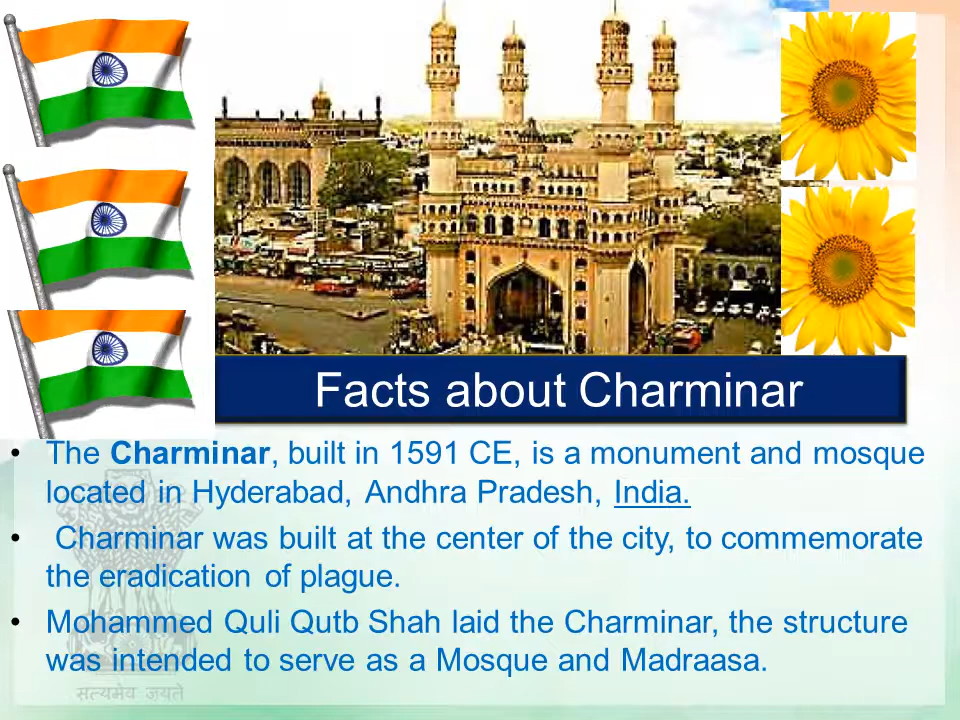 Facts about Charminar
• The Charminar, built in 1591 CE, is a monument and mosque
located in Hyderabad, Andhra Pradesh, India.
• Charminar was built at the center of the city, to commemorate
the eradication of plague.
• Mohammed Quli Qutb Shah laid the Charminar, the structure
was intended to serve as a Mosque and Madraasa.
सत्यमेव जयते